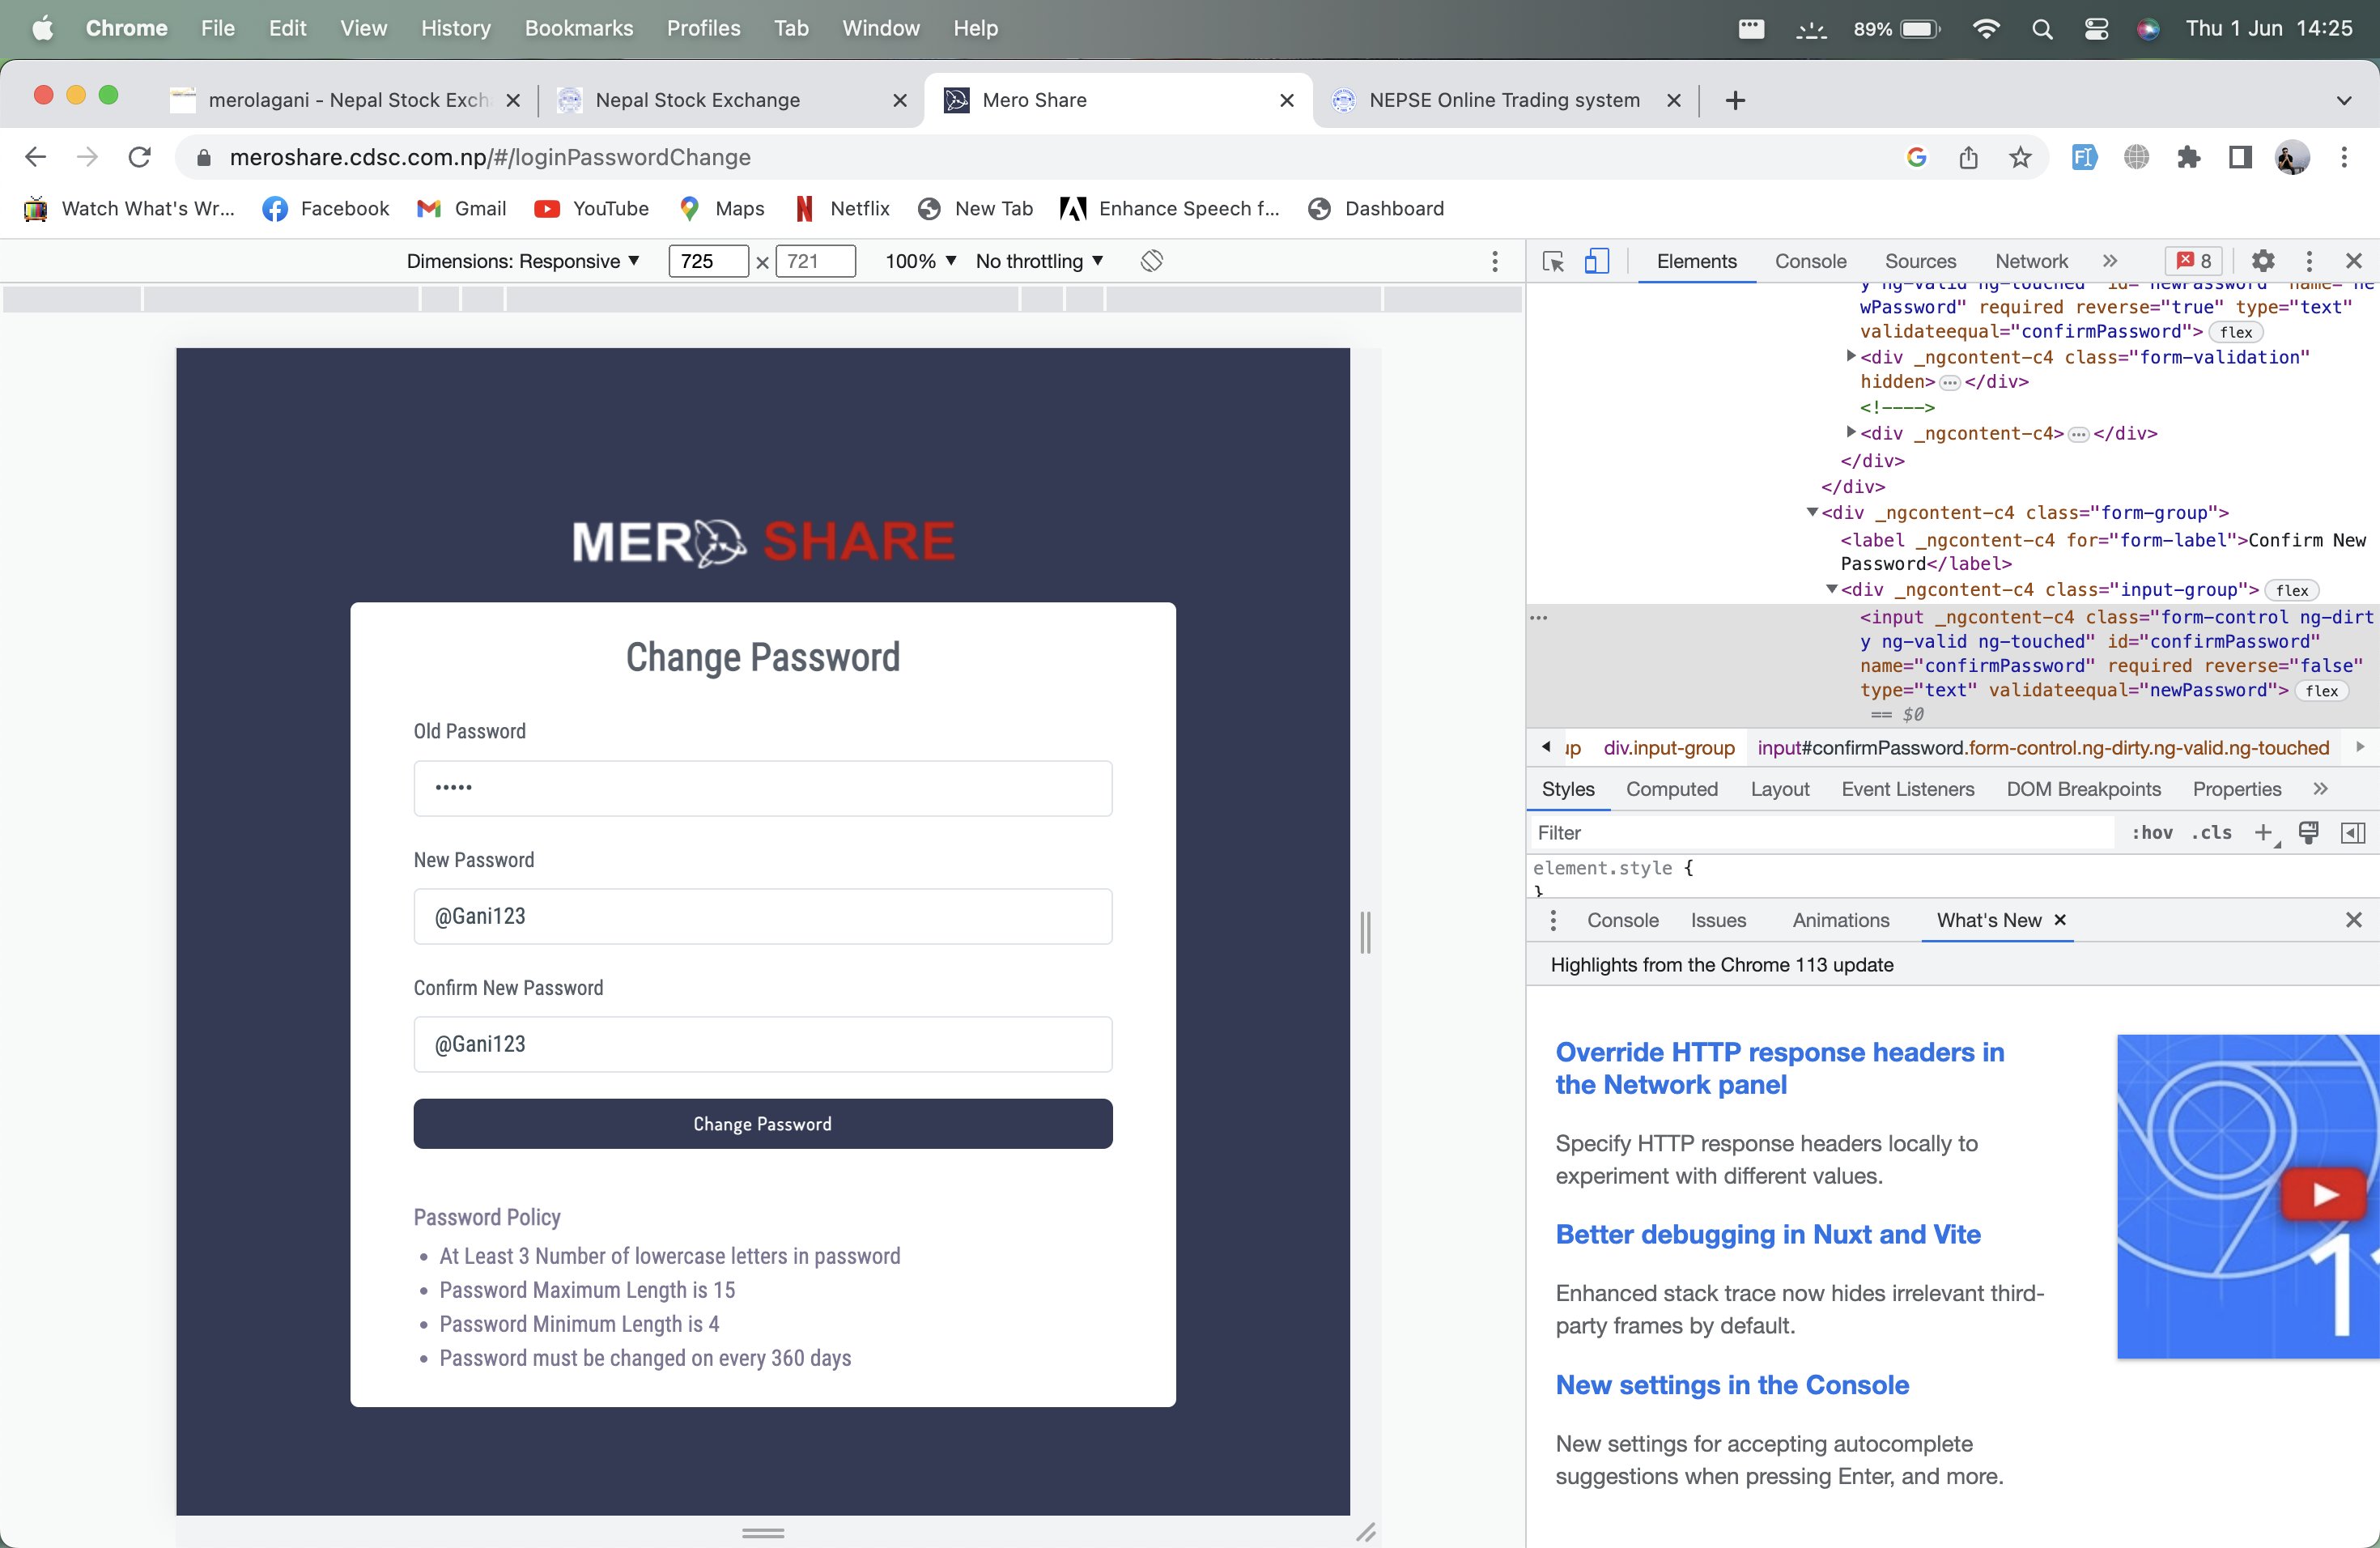 Chrome File Edit View History Bookmarks Profiles Tab Window Help 89% Thu 1 Jun 14:25
merolagani - Nepal Stock Exch
Nepal Stock Exchange
Mero Share
NEPSE Online Trading system
meroshare.cdsc.com.np/#/loginPasswordChange
Watch What's Wr... Facebook Gmail YouTube Maps Netflix New Tab Enhance Speech f... Dashboard
Dimensions: Responsive 725 × 721 100% No throttling
MERO SHARE
Change Password
Old Password
•••••
New Password
@Gani123
Confirm New Password
@Gani123
Change Password
Password Policy
• At Least 3 Number of lowercase letters in password
• Password Maximum Length is 15
• Password Minimum Length is 4
• Password must be changed on every 360 days
Elements Console Sources Network » 8
y ng-valid ng-touched" id="newPassword" name="ne
wPassword" required reverse="true" type="text"
validateequal="confirmPassword"> flex
<div _ngcontent-c4 class="form-validation"
hidden>…</div>
<!---->
<div _ngcontent-c4>…</div>
</div>
</div>
<div _ngcontent-c4 class="form-group">
<label _ngcontent-c4 for="form-label">Confirm New
Password</label>
<div _ngcontent-c4 class="input-group"> flex
… <input _ngcontent-c4 class="form-control ng-dirt
y ng-valid ng-touched" id="confirmPassword"
name="confirmPassword" required reverse="false"
type="text" validateequal="newPassword"> flex
== $0
up div.input-group input#confirmPassword.form-control.ng-dirty.ng-valid.ng-touched
Styles Computed Layout Event Listeners DOM Breakpoints Properties »
Filter :hov .cls +
element.style {
}
Console Issues Animations What's New
Highlights from the Chrome 113 update
Override HTTP response headers in
the Network panel
Specify HTTP response headers locally to
experiment with different values.
Better debugging in Nuxt and Vite
Enhanced stack trace now hides irrelevant third-
party frames by default.
New settings in the Console
New settings for accepting autocomplete
suggestions when pressing Enter, and more.